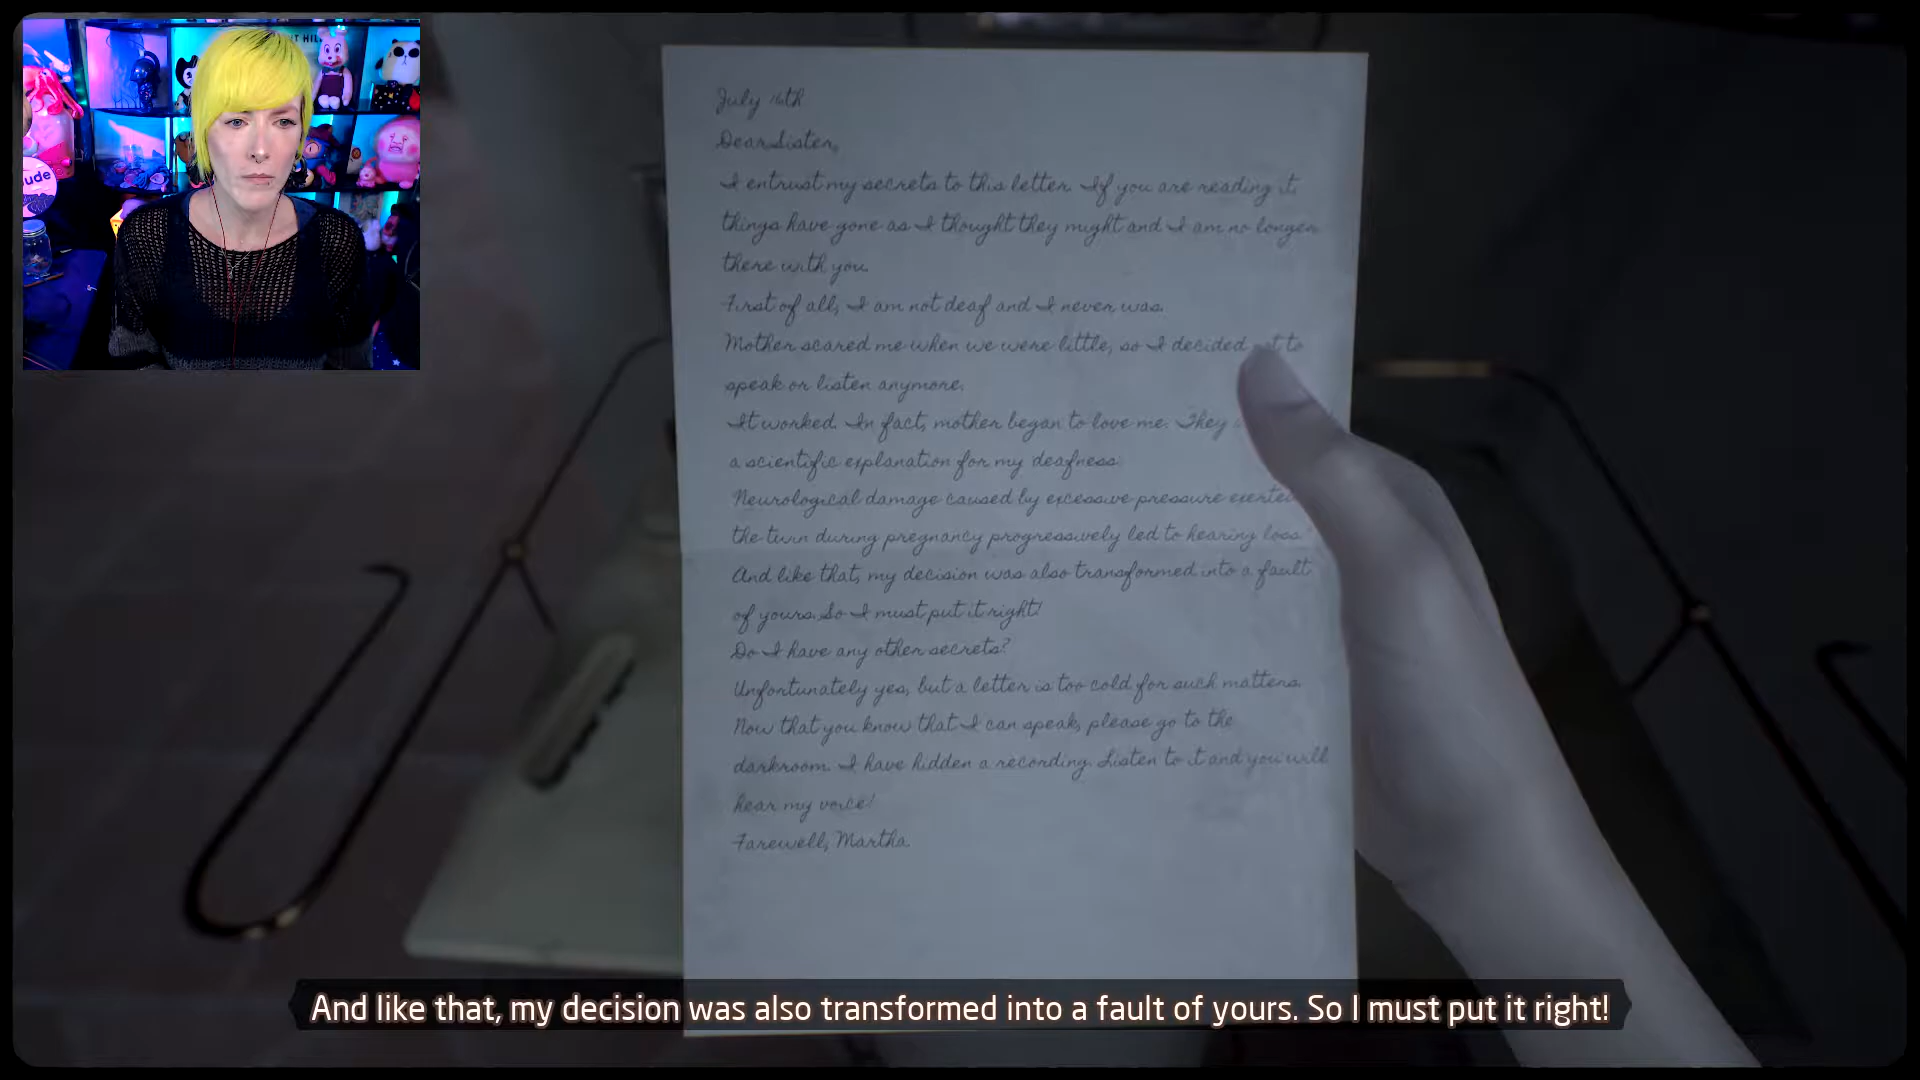 HIL
ude
July 16th
Dear Sister,
I entrust my secrets to this letter. If you are reading it,
things have gone as I thought they might and I am no longer
there with you.
First of all, I am not deaf and I never was.
Mother scared me when we were little, so I decided not to
speak or listen anymore.
It worked. In fact, mother began to love me. They
a scientific explanation for my deafness:
"Neurological damage caused by excessive pressure exerted
the twin during pregnancy progressively led to hearing loss."
And like that, my decision was also transformed into a fault
of yours. So I must put it right!
Do I have any other secrets?
Unfortunately yes, but a letter is too cold for such matters.
Now that you know that I can speak, please go to the
darkroom. I have hidden a recording. Listen to it and you will
hear my voice!
Farewell, Martha.
And like that, my decision was also transformed into a fault of yours. So I must put it right!